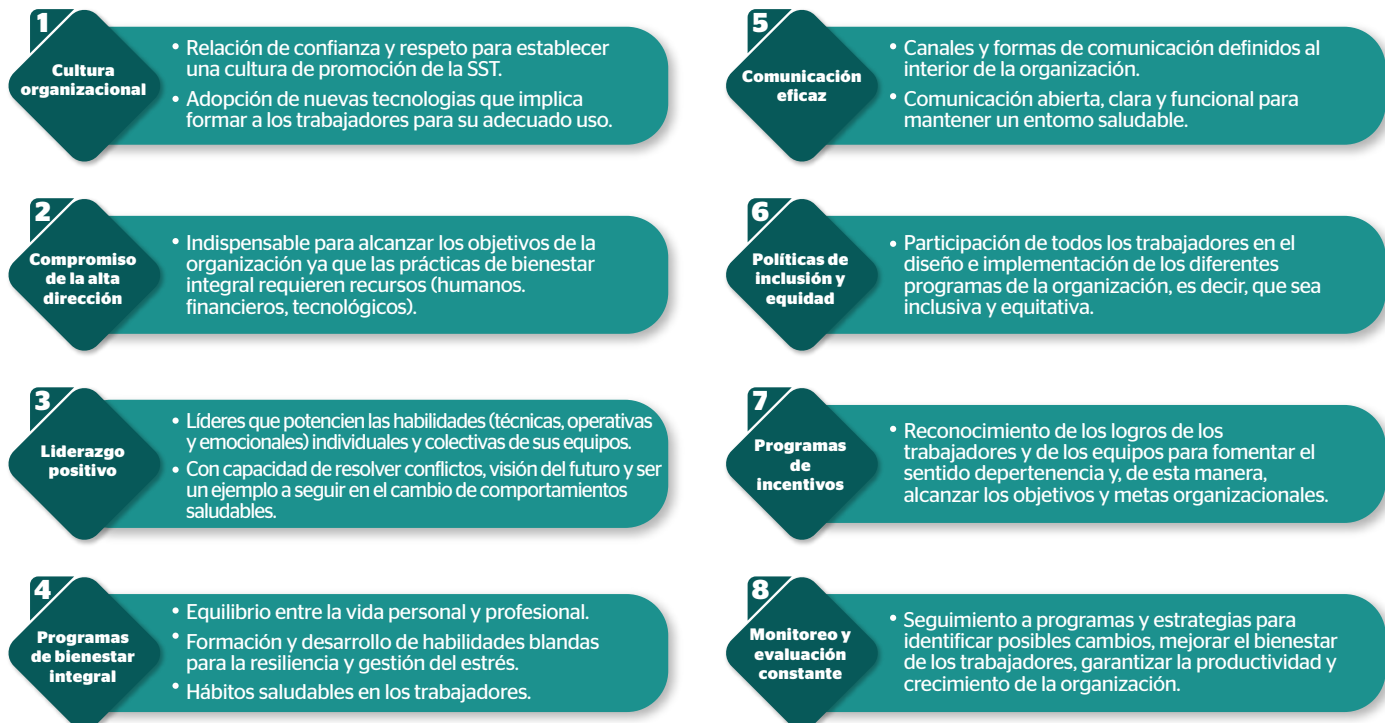 1
Cultura
organizacional
• Relación de confianza y respeto para establecer
una cultura de promoción de la SST.
• Adopción de nuevas tecnologias que implica
formar a los trabajadores para su adecuado uso.
2
Compromiso
de la alta
dirección
• Indispensable para alcanzar los objetivos de la
organización ya que las prácticas de bienestar
integral requieren recursos (humanos.
financieros, tecnológicos).
3
Liderazgo
positivo
• Líderes que potencien las habilidades (técnicas, operativas
y emocionales) individuales y colectivas de sus equipos.
• Con capacidad de resolver conflictos, visión del futuro y ser
un ejemplo a seguir en el cambio de comportamientos
saludables.
4
Programas
de bienestar
integral
• Equilibrio entre la vida personal y profesional.
• Formación y desarrollo de habilidades blandas
para la resiliencia y gestión del estrés.
• Hábitos saludables en los trabajadores.
5
Comunicación
eficaz
• Canales y formas de comunicación definidos al
interior de la organización.
• Comunicación abierta, clara y funcional para
mantener un entomo saludable.
6
Políticas de
inclusión y
equidad
• Participación de todos los trabajadores en el
diseño e implementación de los diferentes
programas de la organización, es decir, que sea
inclusiva y equitativa.
7
Programas
de
incentivos
• Reconocimiento de los logros de los
trabajadores y de los equipos para fomentar el
sentido depertenencia y, de esta manera,
alcanzar los objetivos y metas organizacionales.
8
Monitoreo y
evaluación
constante
• Seguimiento a programas y estrategias para
identificar posibles cambios, mejorar el bienestar
de los trabajadores, garantizar la productividad y
crecimiento de la organización.